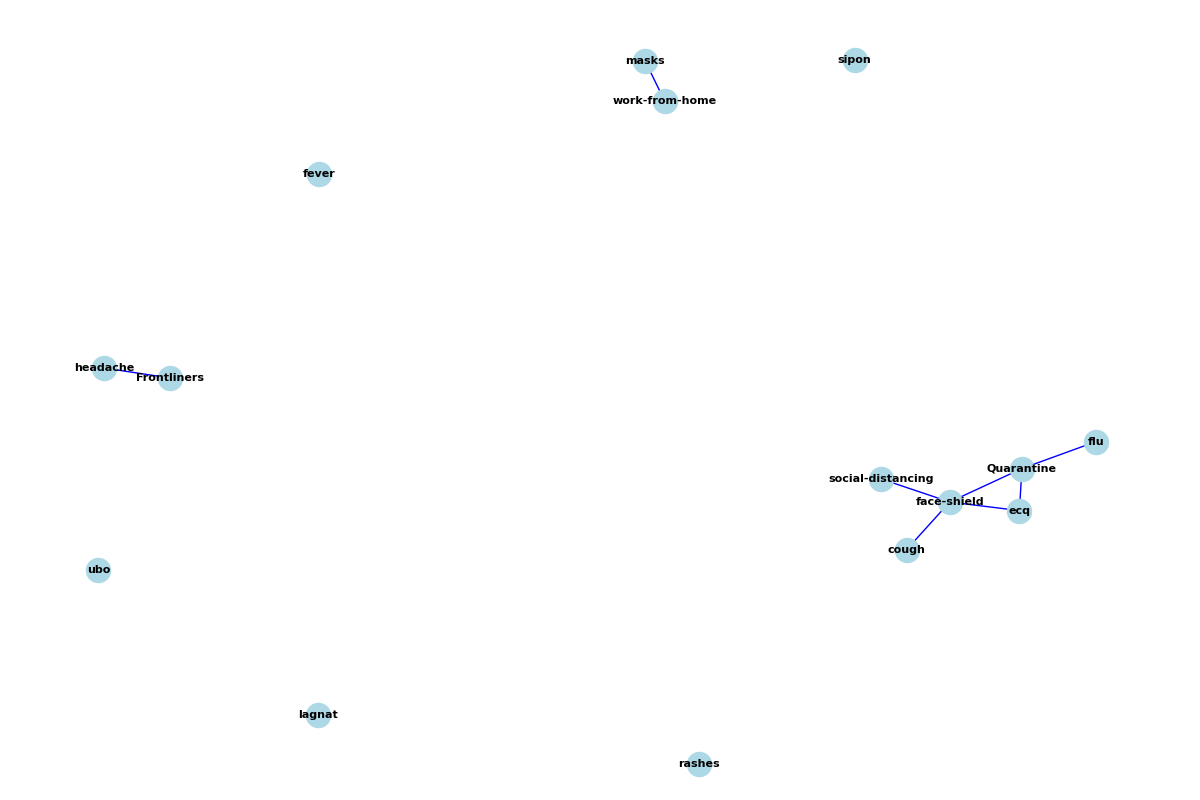 masks
sipon
work-from-home
fever
headache
Frontliners
flu
Quarantine
social-distancing
face-shield
ecq
cough
ubo
lagnat
rashes